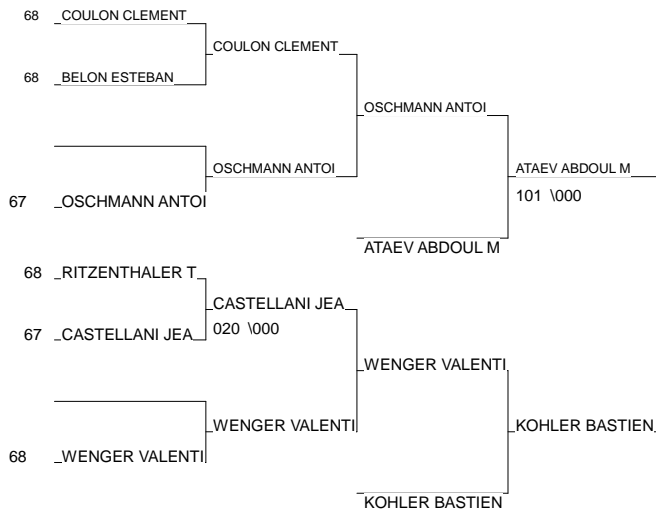 68 COULON CLEMENT
COULON CLEMENT
68 BELON ESTEBAN
OSCHMANN ANTOI
OSCHMANN ANTOI
ATAEV ABDOUL M
101 \000
67 OSCHMANN ANTOI
ATAEV ABDOUL M
68 RITZENTHALER T
CASTELLANI JEA
020 \000
67 CASTELLANI JEA
WENGER VALENTI
WENGER VALENTI
KOHLER BASTIEN
68 WENGER VALENTI
KOHLER BASTIEN